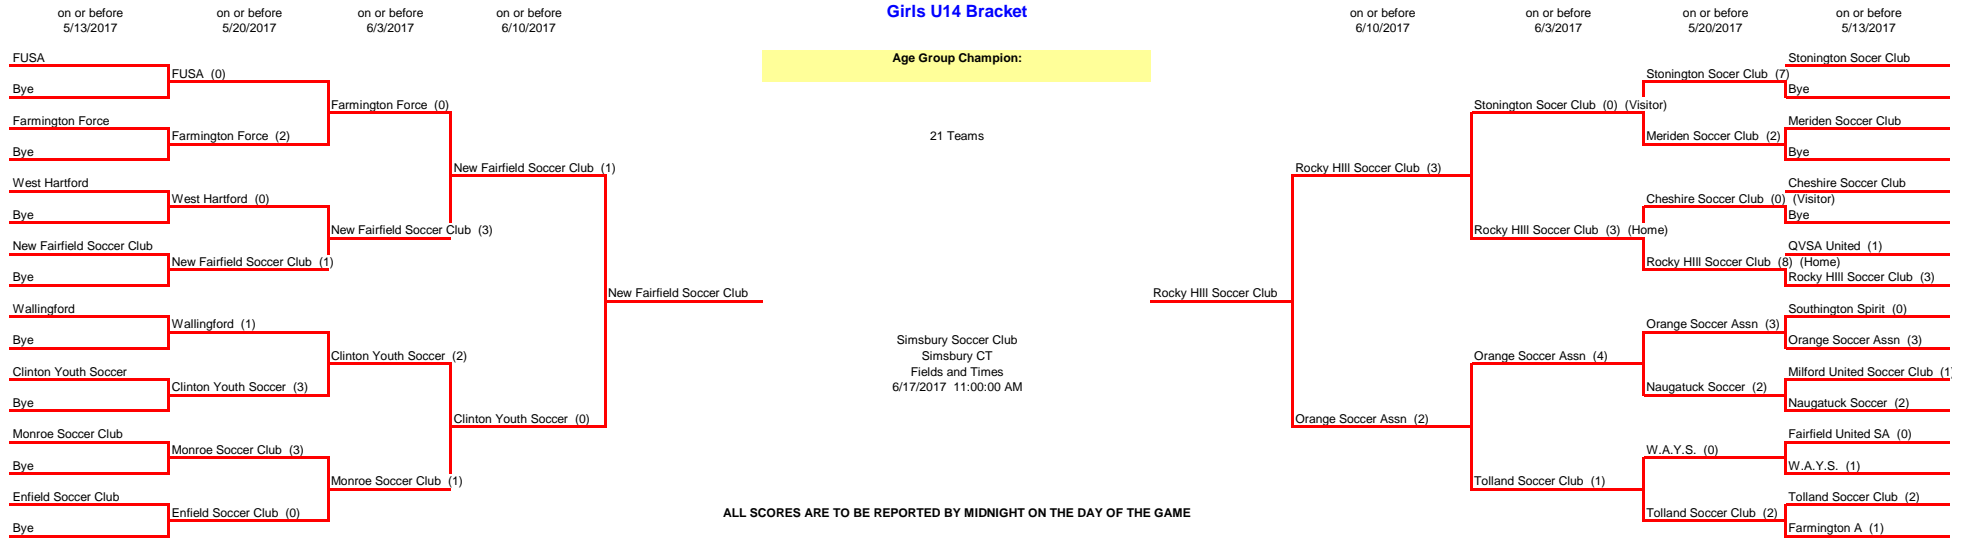 Girls U14 Bracket
on or before
5/13/2017
on or before
5/20/2017
on or before
6/3/2017
on or before
6/10/2017
on or before
6/10/2017
on or before
6/3/2017
on or before
5/20/2017
on or before
5/13/2017
FUSA
Bye
Farmington Force
Bye
West Hartford
Bye
New Fairfield Soccer Club
Bye
Wallingford
Bye
Clinton Youth Soccer
Bye
Monroe Soccer Club
Bye
Enfield Soccer Club
Bye
FUSA (0)
Farmington Force (2)
West Hartford (0)
New Fairfield Soccer Club (1)
Wallingford (1)
Clinton Youth Soccer (3)
Monroe Soccer Club (3)
Enfield Soccer Club (0)
Farmington Force (0)
New Fairfield Soccer Club (3)
Clinton Youth Soccer (2)
Monroe Soccer Club (1)
New Fairfield Soccer Club (1)
Clinton Youth Soccer (0)
New Fairfield Soccer Club
Age Group Champion:
21 Teams
Simsbury Soccer Club
Simsbury CT
Fields and Times
6/17/2017 11:00:00 AM
ALL SCORES ARE TO BE REPORTED BY MIDNIGHT ON THE DAY OF THE GAME
Rocky HIll Soccer Club
Rocky HIll Soccer Club (3)
Orange Soccer Assn (2)
Stonington Socer Club (0) (Visitor)
Rocky HIll Soccer Club (3) (Home)
Orange Soccer Assn (4)
Tolland Soccer Club (1)
Stonington Socer Club (7)
Meriden Soccer Club (2)
Cheshire Soccer Club (0) (Visitor)
Rocky HIll Soccer Club (8) (Home)
Orange Soccer Assn (3)
Naugatuck Soccer (2)
W.A.Y.S. (0)
Tolland Soccer Club (2)
Stonington Socer Club
Bye
Meriden Soccer Club
Bye
Cheshire Soccer Club
Bye
QVSA United (1)
Rocky HIll Soccer Club (3)
Southington Spirit (0)
Orange Soccer Assn (3)
Milford United Soccer Club (1)
Naugatuck Soccer (2)
Fairfield United SA (0)
W.A.Y.S. (1)
Tolland Soccer Club (2)
Farmington A (1)